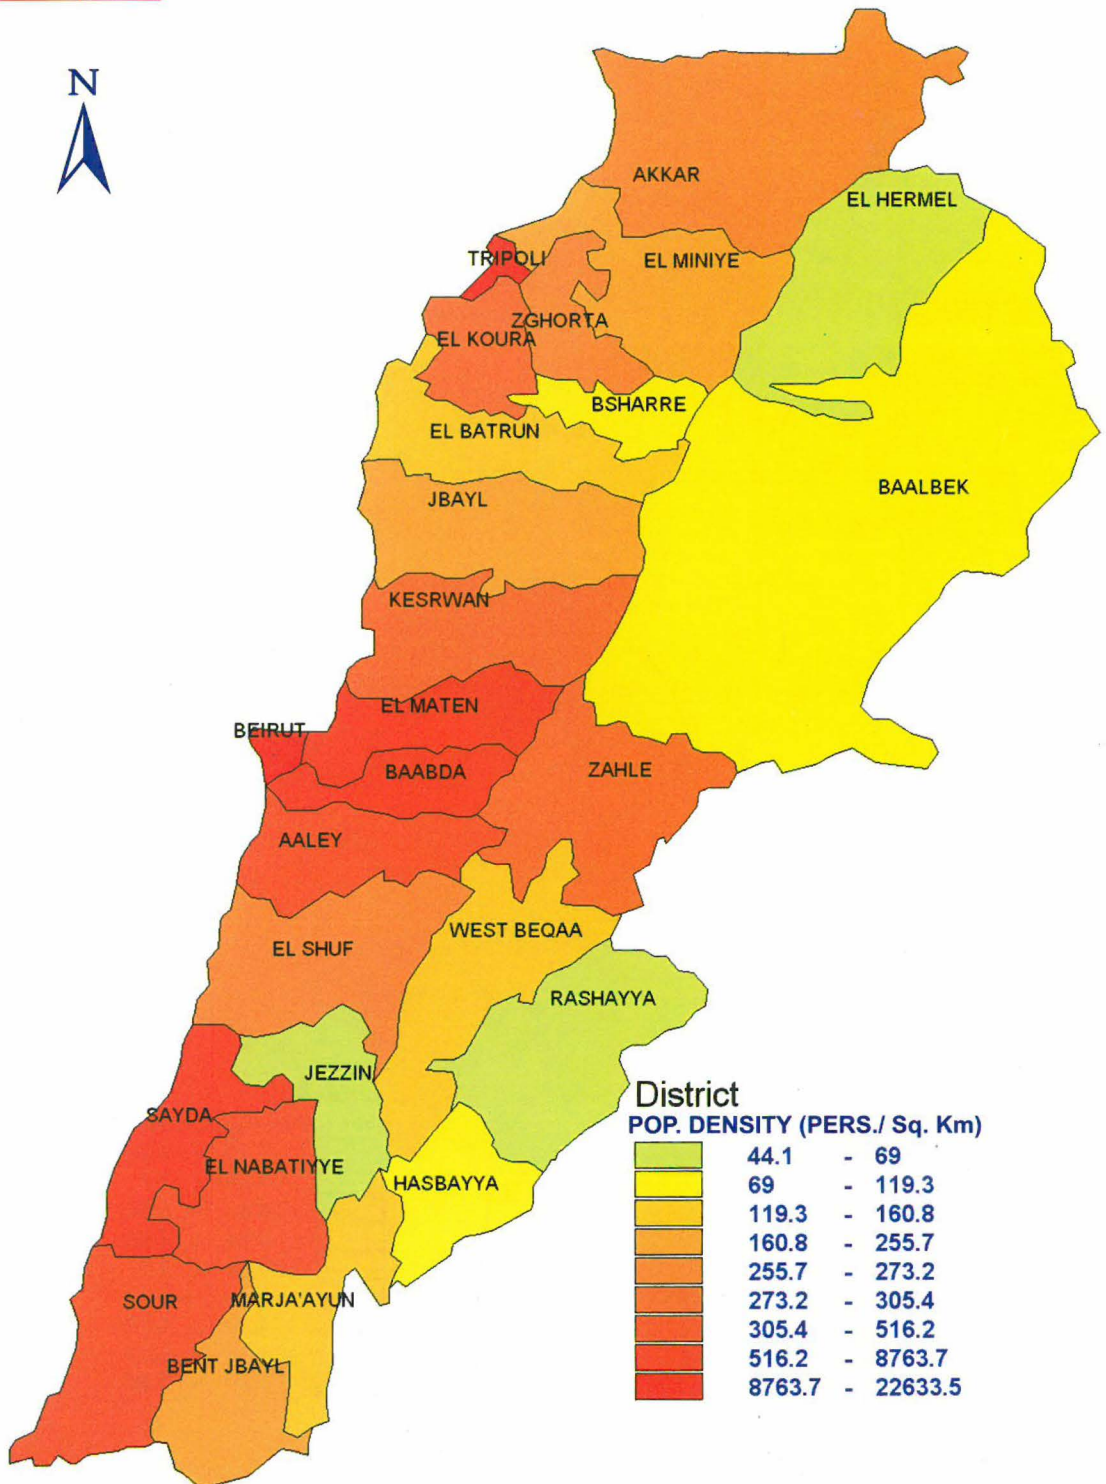 N
AKKAR
EL HERMEL
TRIPOLI
EL MINIYE
ZGHORTA
EL KOURA
BSHARRE
EL BATRUN
BAALBEK
JBAYL
KESRWAN
EL MATEN
BEIRUT
BAABDA
ZAHLE
AALEY
WEST BEQAA
EL SHUF
RASHAYYA
JEZZIN
SAYDA
EL NABATIYYE
HASBAYYA
SOUR
MARJA'AYUN
BENT JBAYL
District
POP. DENSITY (PERS./ Sq. Km)
44.1 - 69
69 - 119.3
119.3 - 160.8
160.8 - 255.7
255.7 - 273.2
273.2 - 305.4
305.4 - 516.2
516.2 - 8763.7
8763.7 - 22633.5